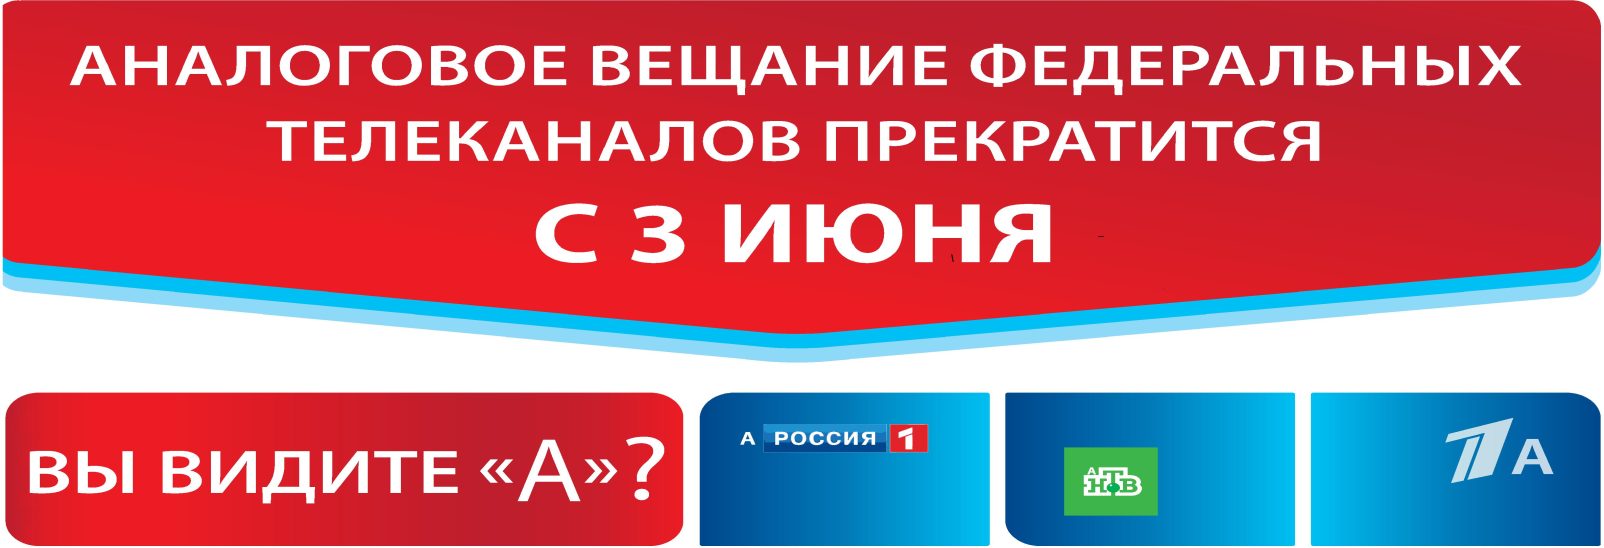 АНАЛОГОВОЕ ВЕЩАНИЕ ФЕДЕРАЛЬНЫХ
ТЕЛЕКАНАЛОВ ПРЕКРАТИТСЯ
С 3 ИЮНЯ
ВЫ ВИДИТЕ «А»?
А РОССИЯ 1
А НТВ
1 А